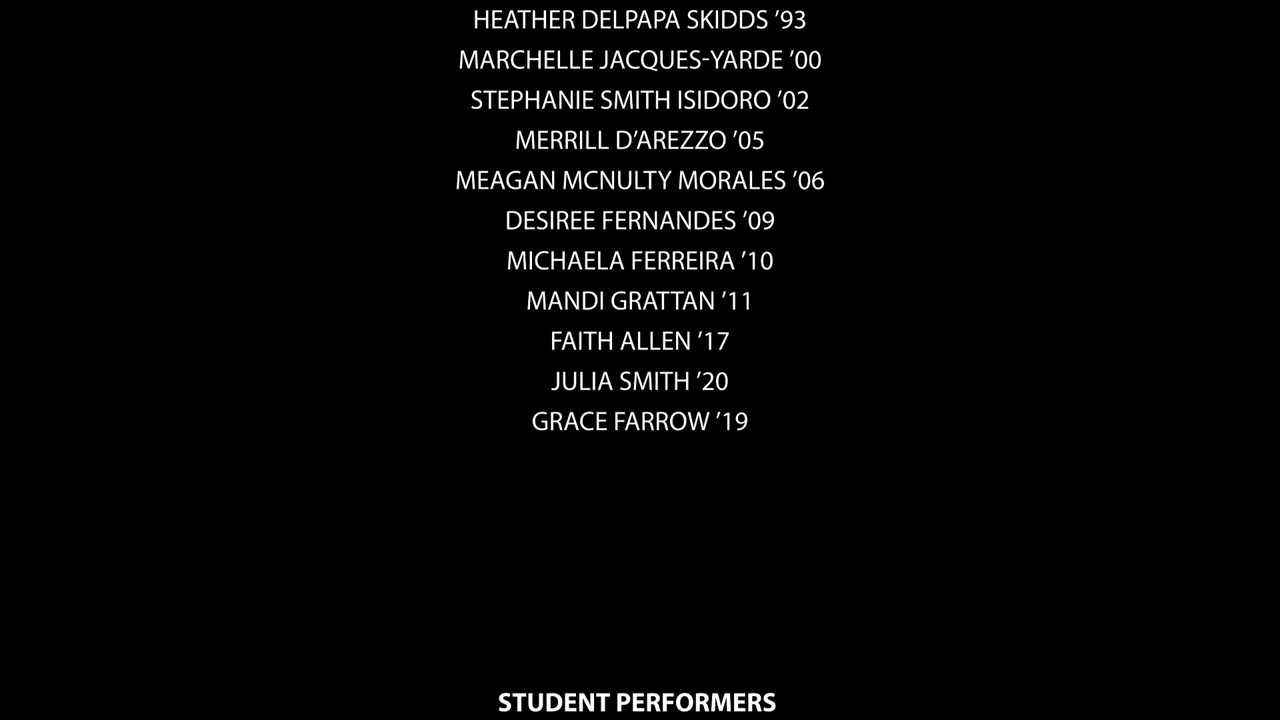 HEATHER DELPAPA SKIDDS ’93
MARCHELLE JACQUES-YARDE ’00
STEPHANIE SMITH ISIDORO ’02
MERRILL D’AREZZO ’05
MEAGAN MCNULTY MORALES ’06
DESIREE FERNANDES ’09
MICHAELA FERREIRA ’10
MANDI GRATTAN ’11
FAITH ALLEN ’17
JULIA SMITH ’20
GRACE FARROW ’19
STUDENT PERFORMERS